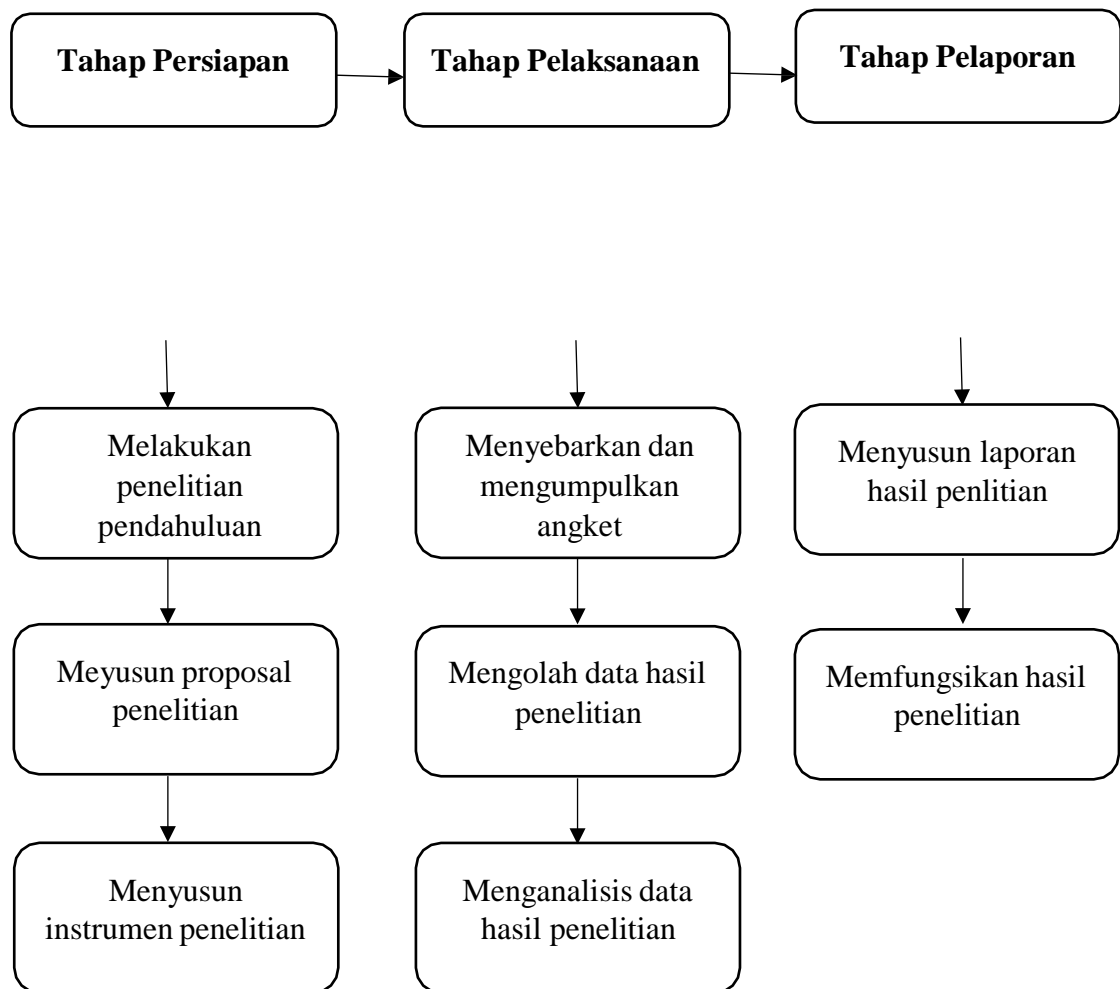 Tahap Persiapan
Tahap Pelaksanaan
Tahap Pelaporan
Melakukan
penelitian
pendahuluan
Menyebarkan dan
mengumpulkan
angket
Menyusun laporan
hasil penlitian
Meyusun proposal
penelitian
Mengolah data hasil
penelitian
Memfungsikan hasil
penelitian
Menyusun
instrumen penelitian
Menganalisis data
hasil penelitian